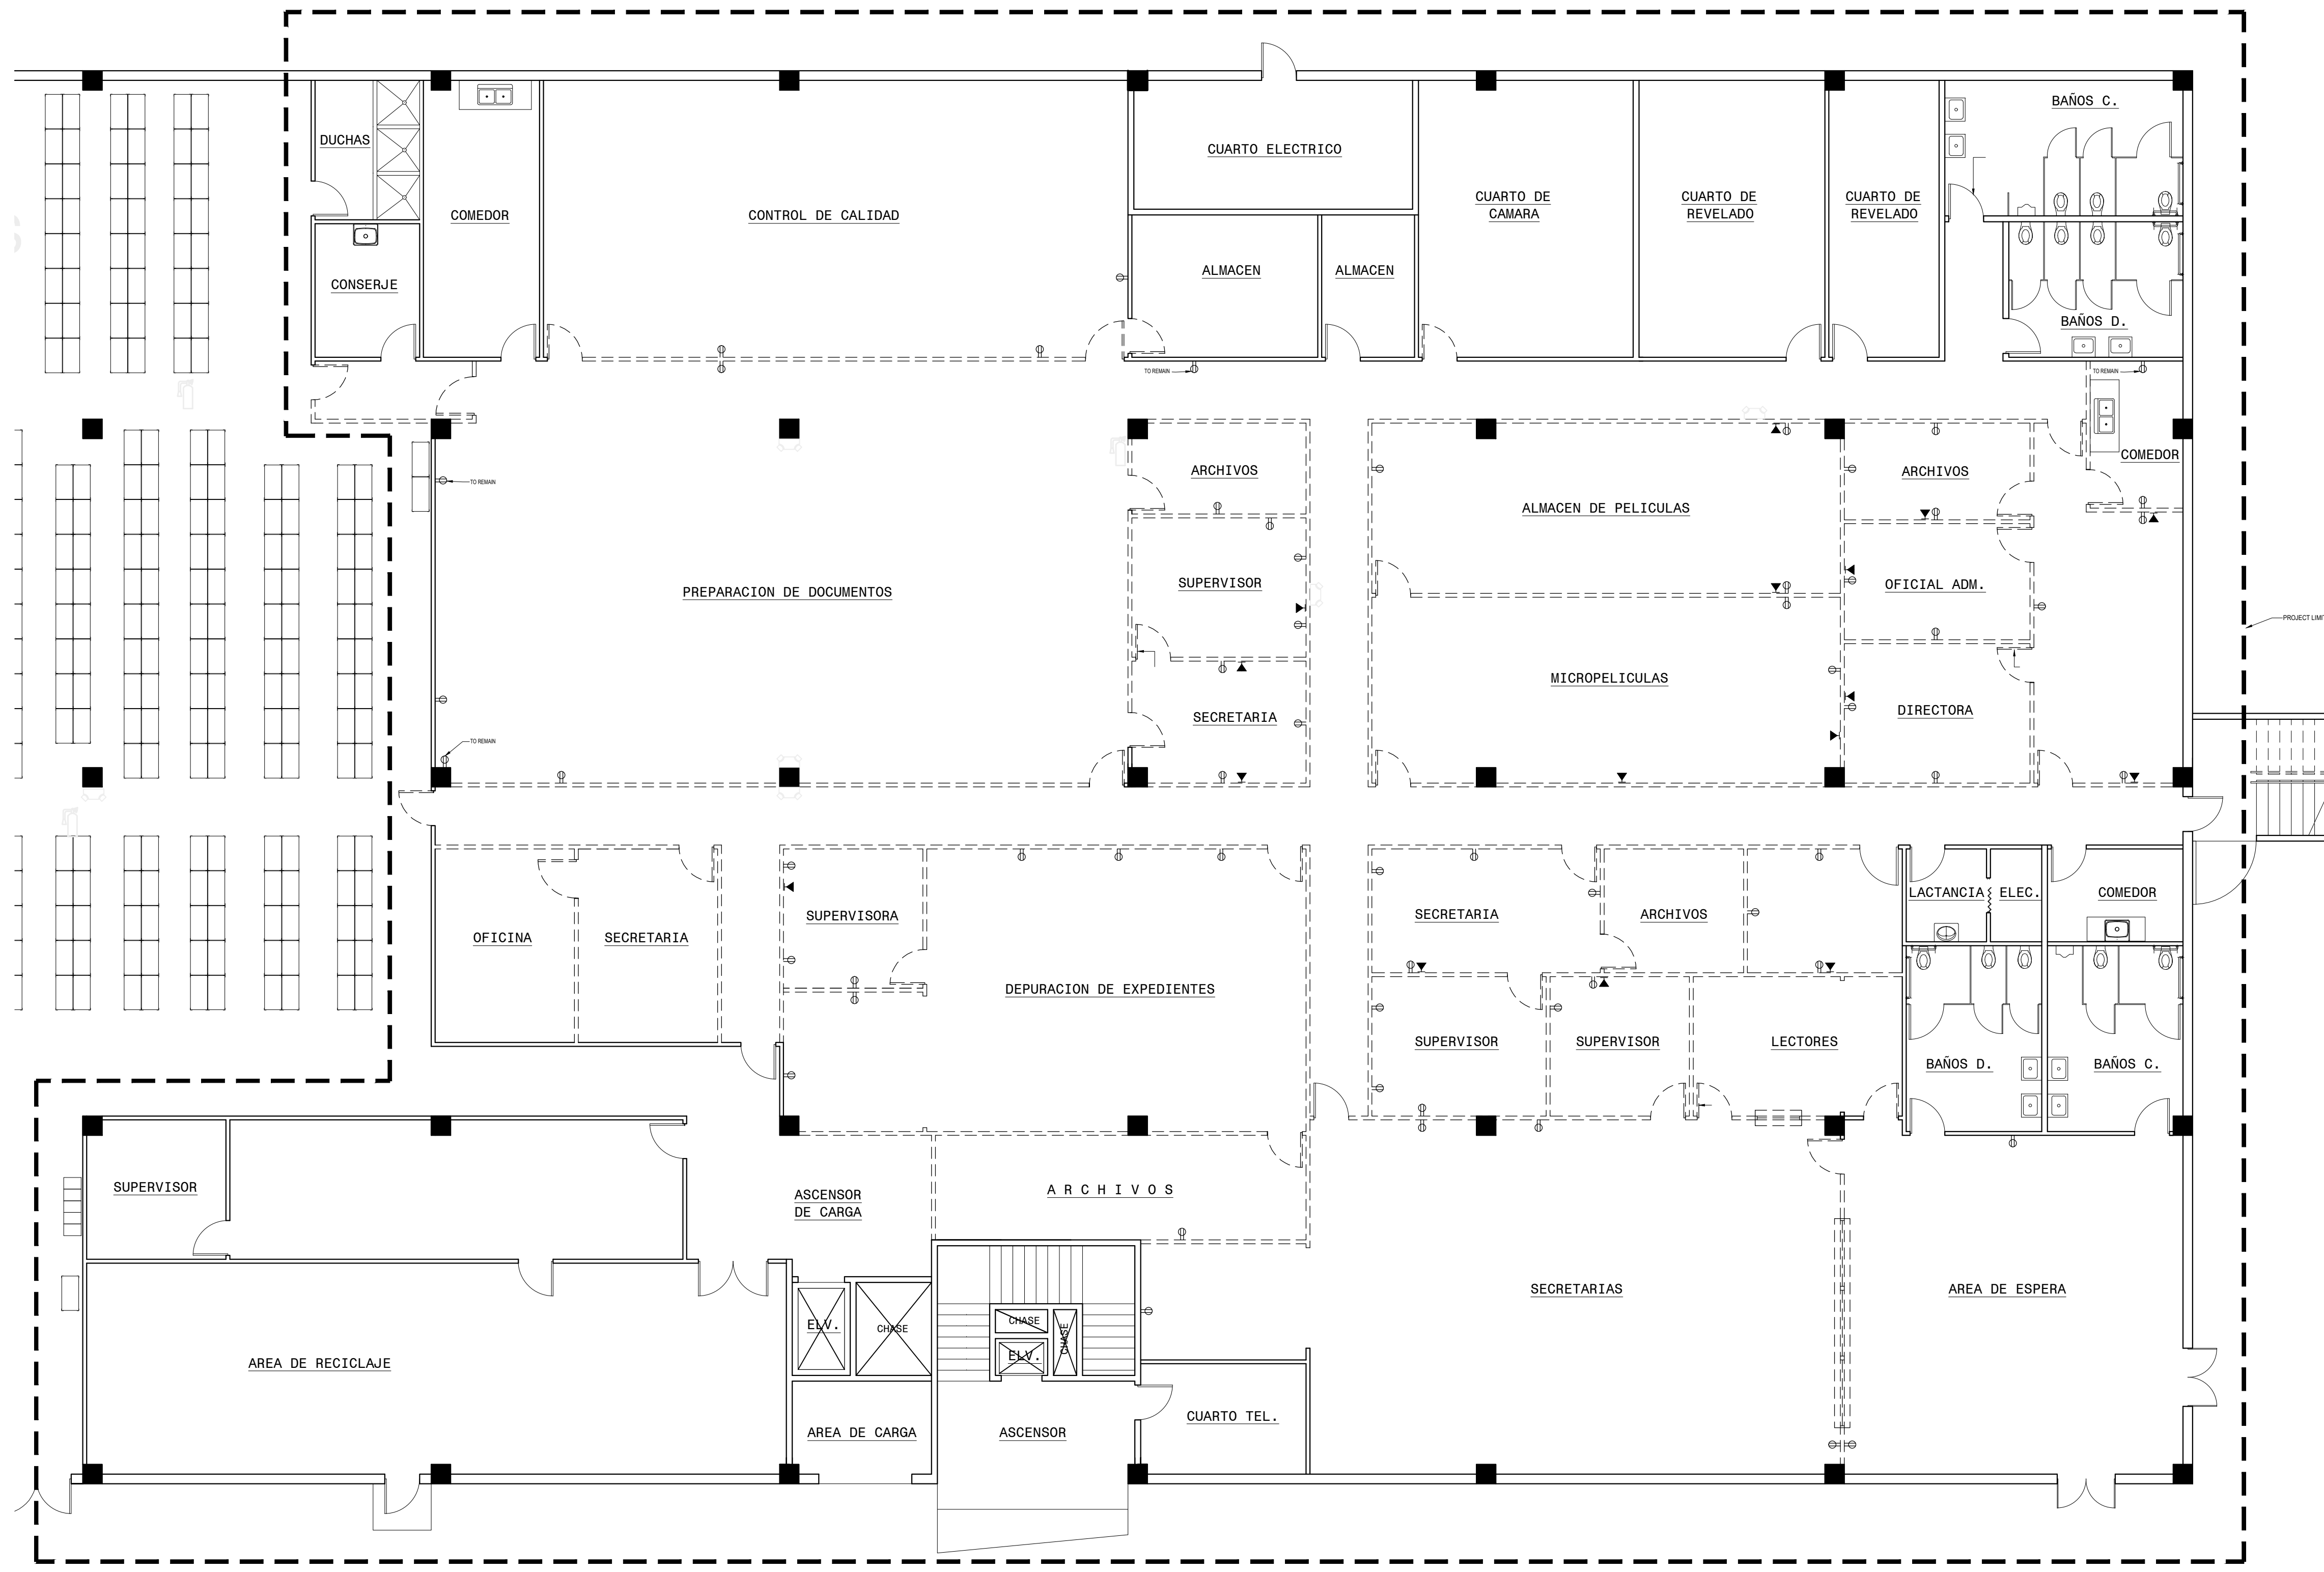 BAÑOS C.
DUCHAS
CUARTO ELECTRICO
CUARTO DE
CAMARA
CUARTO DE
REVELADO
CUARTO DE
REVELADO
COMEDOR
CONTROL DE CALIDAD
ALMACEN
ALMACEN
CONSERJE
BAÑOS D.
TO REMAIN
TO REMAIN
COMEDOR
ARCHIVOS
ARCHIVOS
TO REMAIN
ALMACEN DE PELICULAS
SUPERVISOR
OFICIAL ADM.
PREPARACION DE DOCUMENTOS
PROJECT LIMI
MICROPELICULAS
DIRECTORA
SECRETARIA
TO REMAIN
LACTANCIA
ELEC.
COMEDOR
SUPERVISORA
SECRETARIA
ARCHIVOS
OFICINA
SECRETARIA
DEPURACION DE EXPEDIENTES
SUPERVISOR
SUPERVISOR
LECTORES
BAÑOS D.
BAÑOS C.
SUPERVISOR
ASCENSOR
DE CARGA
A R C H I V O S
SECRETARIAS
AREA DE ESPERA
ELV.
CHASE
CHASE
CHASE
ELV.
AREA DE RECICLAJE
AREA DE CARGA
ASCENSOR
CUARTO TEL.